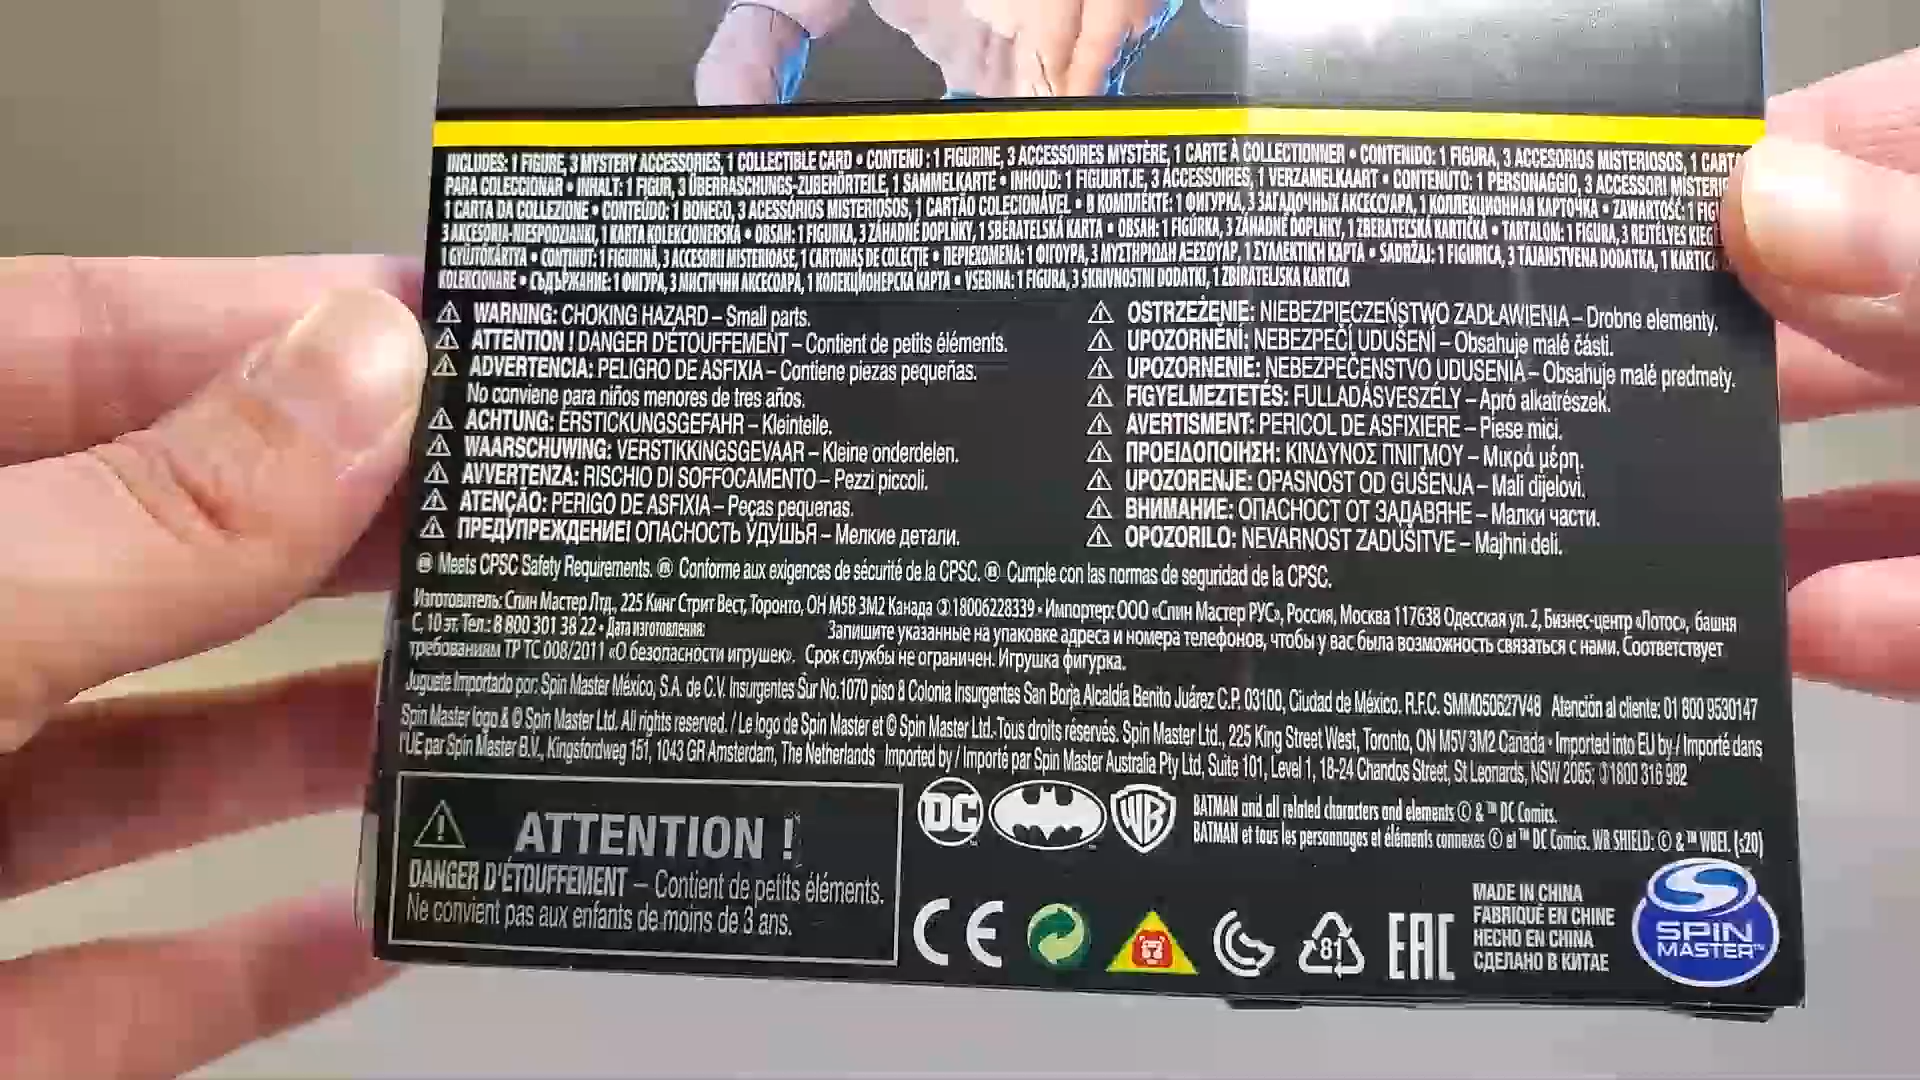 INCLUDES: 1 FIGURE, 3 MYSTERY ACCESSORIES, 1 COLLECTIBLE CARD • CONTENU : 1 FIGURINE, 3 ACCESSOIRES MYSTÈRE, 1 CARTE À COLLECTIONNER • CONTENIDO: 1 FIGURA, 3 ACCESORIOS MISTERIOSOS, 1
PARA COLECCIONAR • INHALT: 1 FIGUR, 3 ÜBERRASCHUNGS-ZUBEHÖRTEILE, 1 SAMMELKARTE • INHOUD: 1 FIGUURTJE, 3 ACCESSOIRES, 1 VERZAMELKAART • CONTENUTO: 1 PERSONAGGIO, 3 ACCESSORI
1 CARTA DA COLLEZIONE • CONTEÚDO: 1 BONECO, 3 ACESSÓRIOS MISTERIOSOS, 1 CARTÃO COLECIONÁVEL • В КОМПЛЕКТЕ: 1 ФИГУРКА, 3 ЗАГАДОЧНЫХ АКСЕССУАРА, 1 КОЛЛЕКЦИОННАЯ КАРТОЧКА • ZAWARTOŚĆ: 1
3 AKCESORIA-NIESPODZIANKI, 1 KARTA KOLEKCJONERSKA • OBSAH: 1 FIGURKA, 3 ZÁHADNÉ DOPLŇKY, 1 SBĚRATELSKÁ KARTA • OBSAH: 1 FIGÚRKA, 3 ZÁHADNÉ DOPLNKY, 1 ZBERATEĽSKÁ KARTIČKA • TARTALOM: 1 FIGURA, 3 REJTÉLYES
1 GYŰJTŐKÁRTYA • CONȚINUT: 1 FIGURINĂ, 3 ACCESORII MISTERIOASE, 1 CARTONAȘ DE COLECȚIE • ΠΕΡΙΕΧΟΜΕΝΑ: 1 ΦΙΓΟΥΡΑ, 3 ΜΥΣΤΗΡΙΩΔΗ ΑΞΕΣΟΥΑΡ, 1 ΣΥΛΛΕΚΤΙΚΗ ΚΑΡΤΑ • SADRŽAJ: 1 FIGURICA, 3 TAJANSTVENA DODATKA, 1
KOLEKCIONARE • СЪДЪРЖАНИЕ: 1 ФИГУРА, 3 МИСТИЧНИ АКСЕСОАРА, 1 КОЛЕКЦИОНЕРСКА КАРТА • VSEBINA: 1 FIGURA, 3 SKRIVNOSTNI DODATKI, 1 ZBIRATELJSKA KARTICA
⚠ WARNING: CHOKING HAZARD – Small parts.
⚠ ATTENTION ! DANGER D'ÉTOUFFEMENT – Contient de petits éléments.
⚠ ADVERTENCIA: PELIGRO DE ASFIXIA – Contiene piezas pequeñas.
No conviene para niños menores de tres años.
⚠ ACHTUNG: ERSTICKUNGSGEFAHR – Kleinteile.
⚠ WAARSCHUWING: VERSTIKKINGSGEVAAR – Kleine onderdelen.
⚠ AVVERTENZA: RISCHIO DI SOFFOCAMENTO – Pezzi piccoli.
⚠ ATENÇÃO: PERIGO DE ASFIXIA – Peças pequenas.
⚠ ПРЕДУПРЕЖДЕНИЕ! ОПАСНОСТЬ УДУШЬЯ – Мелкие детали.
⚠ OSTRZEŻENIE: NIEBEZPIECZEŃSTWO ZADŁAWIENIA – Drobne elementy.
⚠ UPOZORNĚNÍ: NEBEZPEČÍ UDUŠENÍ – Obsahuje malé části.
⚠ UPOZORNENIE: NEBEZPEČENSTVO UDUSENIA – Obsahuje malé predmety.
⚠ FIGYELMEZTETÉS: FULLADÁSVESZÉLY – Apró alkatrészek.
⚠ AVERTISMENT: PERICOL DE ASFIXIERE – Piese mici.
⚠ ΠΡΟΕΙΔΟΠΟΙΗΣΗ: ΚΙΝΔΥΝΟΣ ΠΝΙΓΜΟΥ – Μικρά μέρη.
⚠ UPOZORENJE: OPASNOST OD GUŠENJA – Mali dijelovi.
⚠ ВНИМАНИЕ: ОПАСНОСТ ОТ ЗАДАВЯНЕ – Малки части.
⚠ OPOZORILO: NEVARNOST ZADUŠITVE – Majhni deli.
Meets CPSC Safety Requirements. Conforme aux exigences de sécurité de la CPSC. Cumple con las normas de seguridad de la CPSC.
Изготовитель: Спин Мастер Лтд., 225 Кинг Стрит Вест, Торонто, ОН M5B 3M2 Канада ✆18006228339 • Импортер: ООО «Спин Мастер РУС», Россия, Москва 117638 Одесская ул. 2, Бизнес-центр «Лотос», башня
С, 10 эт. Тел.: 8 800 301 38 22 • Дата изготовления: Запишите указанные на упаковке адреса и номера телефонов, чтобы у вас была возможность связаться с нами. Соответствует
требованиям ТР ТС 008/2011 «О безопасности игрушек». Срок службы не ограничен. Игрушка фигурка.
Juguete Importado por: Spin Master México, S.A. de C.V. Insurgentes Sur No.1070 piso 8 Colonia Insurgentes San Borja Alcaldía Benito Juárez C.P. 03100, Ciudad de México. R.F.C. SMM050627V48 Atención al cliente: 01 800 9530147
Spin Master logo & © Spin Master Ltd. All rights reserved. / Le logo de Spin Master et © Spin Master Ltd. Tous droits réservés. Spin Master Ltd., 225 King Street West, Toronto, ON M5V 3M2 Canada • Imported into EU by / Importé dans
l'UE par Spin Master B.V., Kingsfordweg 151, 1043 GR Amsterdam, The Netherlands Imported by / Importé par Spin Master Australia Pty Ltd, Suite 101, Level 1, 18-24 Chandos Street, St Leonards, NSW 2065; ✆1800 316 982
⚠ ATTENTION !
DANGER D'ÉTOUFFEMENT – Contient de petits éléments.
Ne convient pas aux enfants de moins de 3 ans.
DC WB
BATMAN and all related characters and elements © & ™ DC Comics.
BATMAN et tous les personnages et éléments connexes © et ™ DC Comics. WB SHIELD: © & ™ WBEI. (s20)
CE
81
EAC
MADE IN CHINA
FABRIQUÉ EN CHINE
HECHO EN CHINA
СДЕЛАНО В КИТАЕ
SPIN
MASTER™